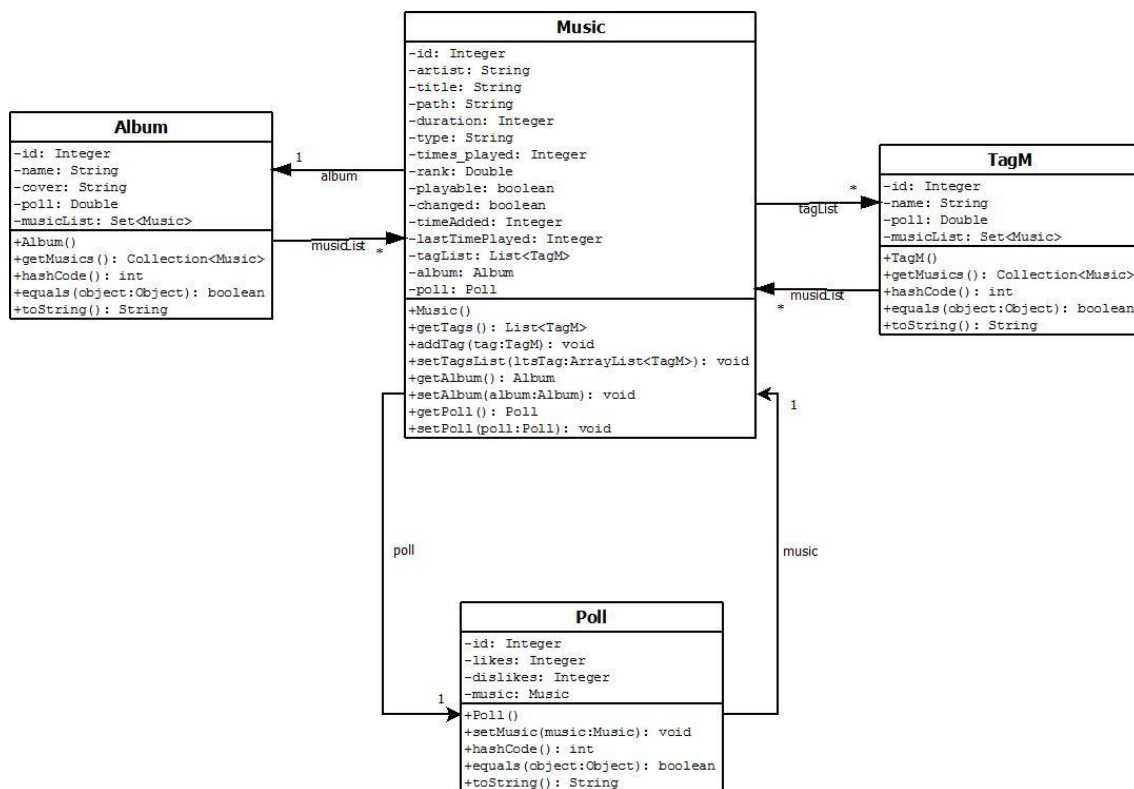 Music
-id: Integer
-artist: String
-title: String
-path: String
-duration: Integer
-type: String
-times_played: Integer
-rank: Double
-playable: boolean
-changed: boolean
-timeAdded: Integer
-lastTimePlayed: Integer
-tagList: List<TagM>
-album: Album
-poll: Poll
+Music()
+getTags(): List<TagM>
+addTag(tag:TagM): void
+setTagsList(ltsTag:ArrayList<TagM>): void
+getAlbum(): Album
+setAlbum(album:Album): void
+getPoll(): Poll
+setPoll(poll:Poll): void
Album
-id: Integer
-name: String
-cover: String
-poll: Double
-musicList: Set<Music>
+Album()
+getMusics(): Collection<Music>
+hashCode(): int
+equals(object:Object): boolean
+toString(): String
1
album
musicList
*
TagM
-id: Integer
-name: String
-poll: Double
-musicList: Set<Music>
+TagM()
+getMusics(): Collection<Music>
+hashCode(): int
+equals(object:Object): boolean
+toString(): String
*
tagList
musicList
*
1
poll
music
1
Poll
-id: Integer
-likes: Integer
-dislikes: Integer
-music: Music
+Poll()
+setMusic(music:Music): void
+hashCode(): int
+equals(object:Object): boolean
+toString(): String